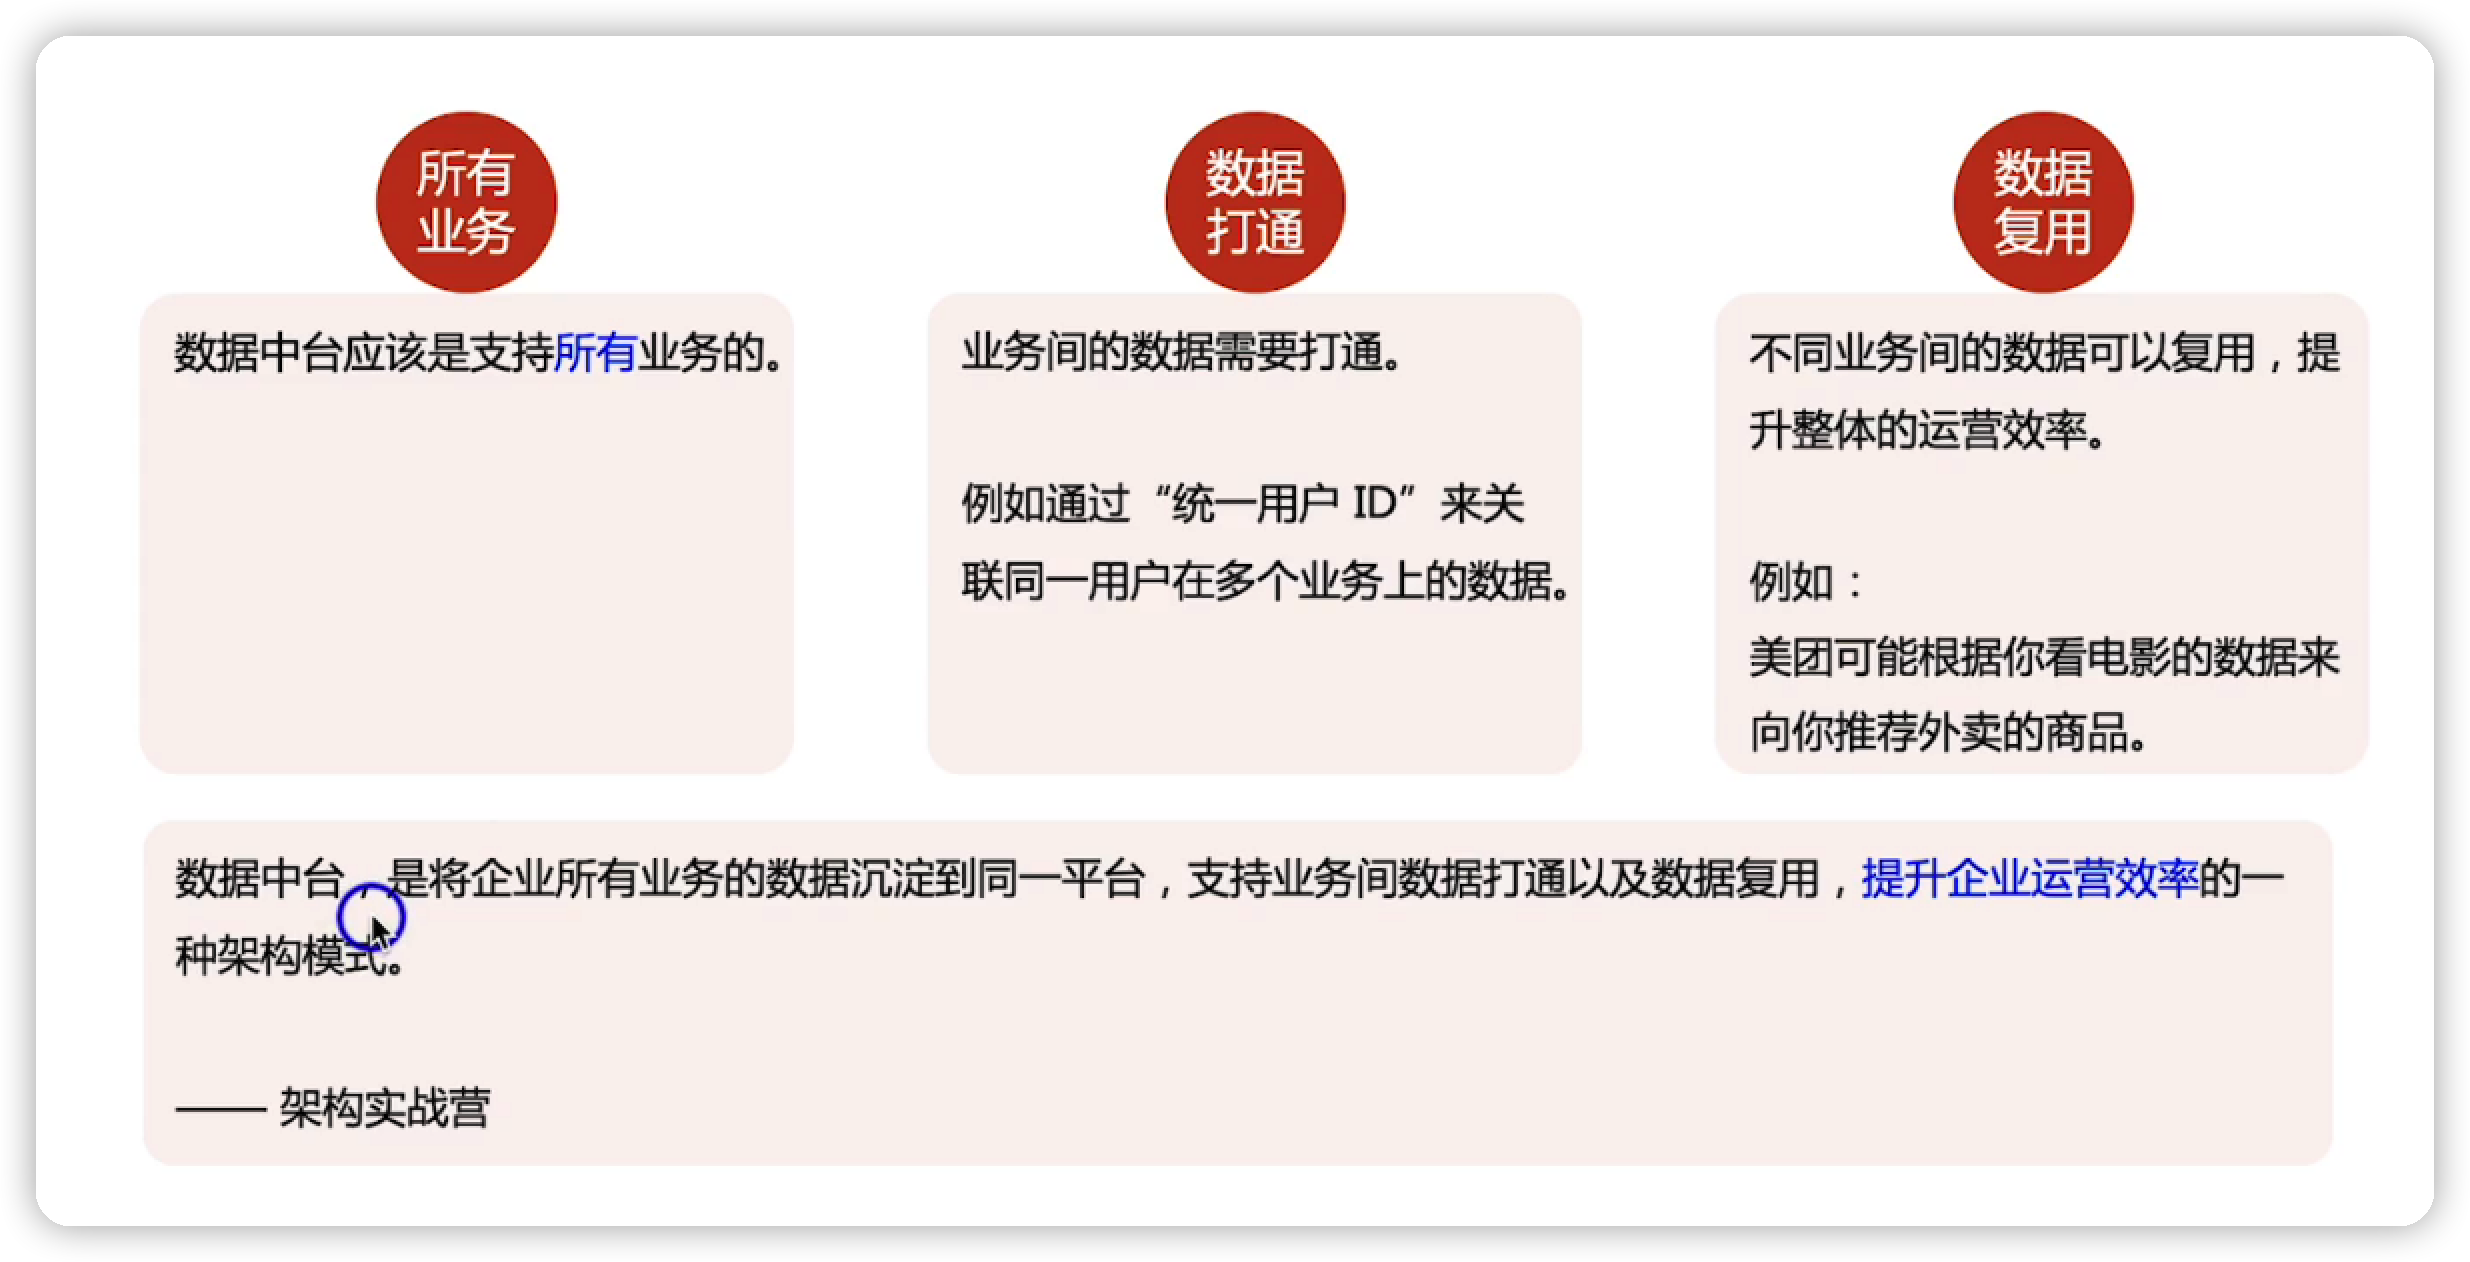 所有
业务
数据中台应该是支持所有业务的。
数据
打通
业务间的数据需要打通。
例如通过“统一用户 ID”来关
联同一用户在多个业务上的数据。
数据
复用
不同业务间的数据可以复用，提
升整体的运营效率。
例如：
美团可能根据你看电影的数据来
向你推荐外卖的商品。
数据中台，是将企业所有业务的数据沉淀到同一平台，支持业务间数据打通以及数据复用，提升企业运营效率的一
种架构模式。
—— 架构实战营